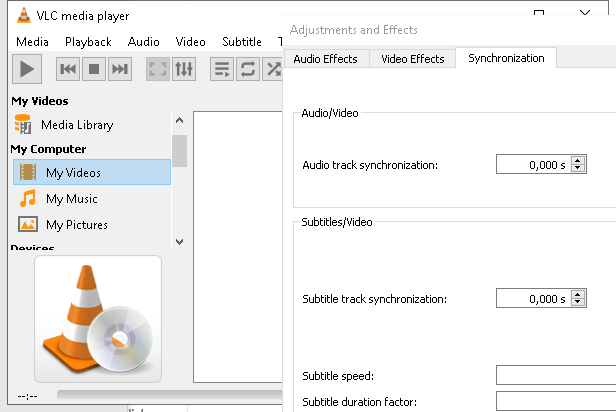 VLC media player
Media Playback Audio Video Subtitle
Adjustments and Effects
Audio Effects Video Effects Synchronization
My Videos
Media Library
My Computer
My Videos
My Music
My Pictures
Devices
--:--
Audio/Video
Audio track synchronization: 0,000 s
Subtitles/Video
Subtitle track synchronization: 0,000 s
Subtitle speed:
Subtitle duration factor: